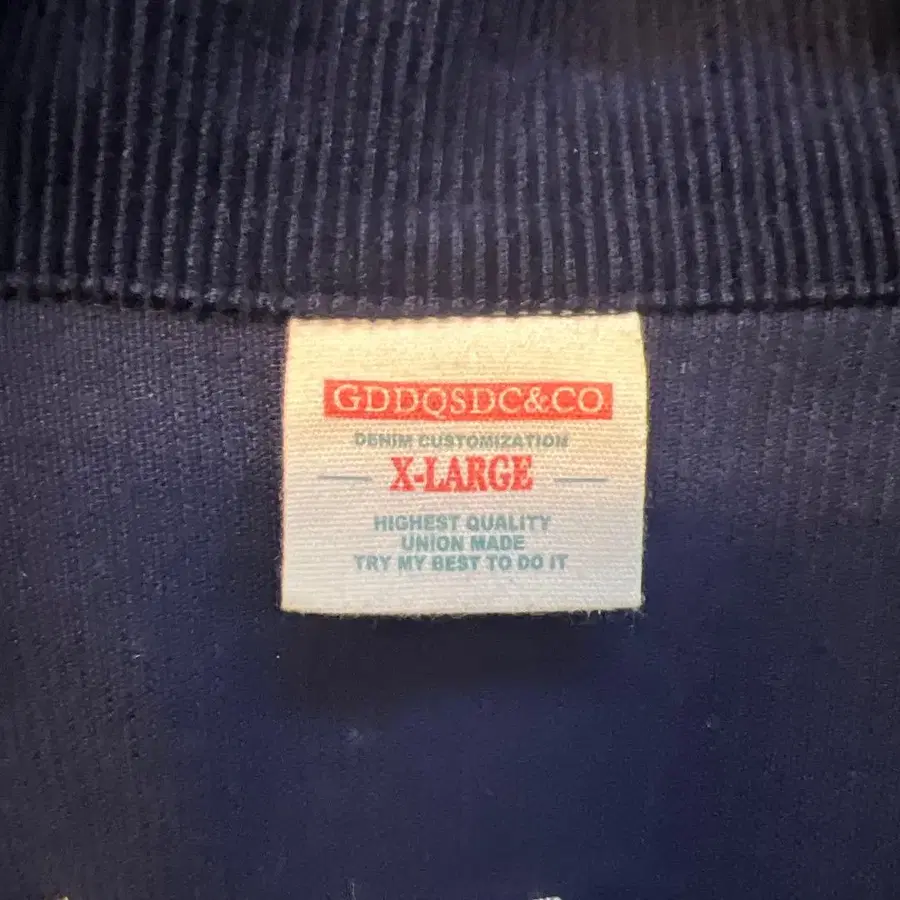 GDDQSDC&CO.
DENIM CUSTOMIZATION
X-LARGE
HIGHEST QUALITY
UNION MADE
TRY MY BEST TO DO IT